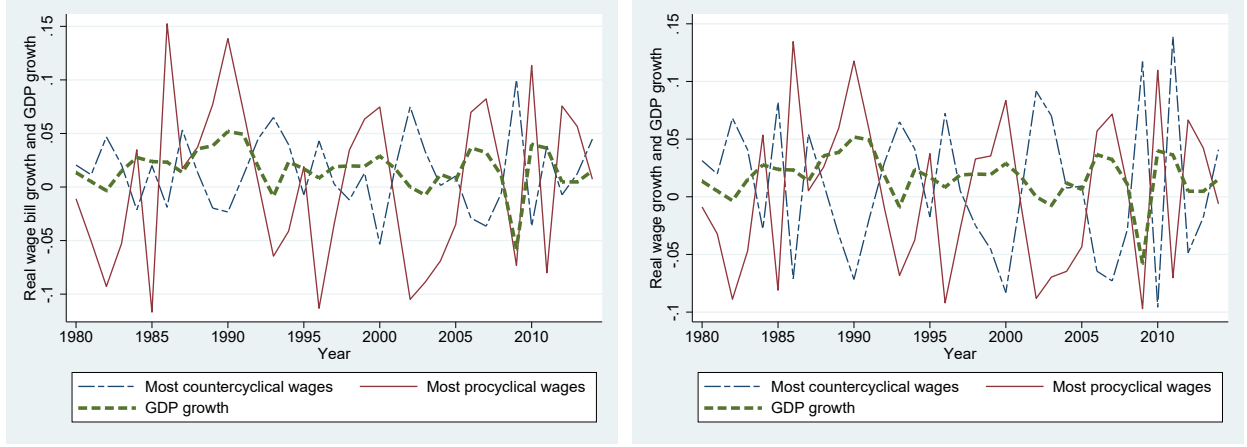 Real wage bill growth and GDP growth
.15
.1
.05
0
-.05
-.1
1980 1985 1990 1995 2000 2005 2010
Year
Most countercyclical wages Most procyclical wages
GDP growth
Real wage growth and GDP growth
.15
.1
.05
0
-.05
-.1
1980 1985 1990 1995 2000 2005 2010
Year
Most countercyclical wages Most procyclical wages
GDP growth